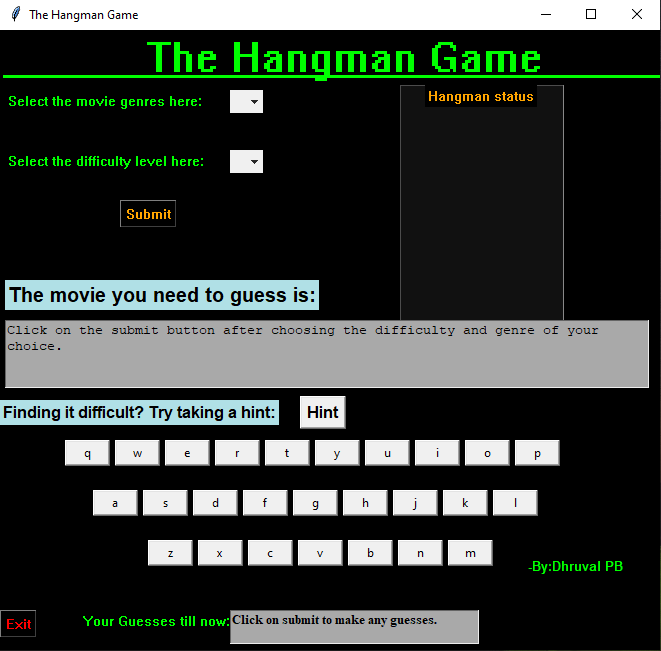 The Hangman Game
The Hangman Game
Select the movie genres here:
Hangman status
Select the difficulty level here:
Submit
The movie you need to guess is:
Click on the submit button after choosing the difficulty and genre of your
choice.
Finding it difficult? Try taking a hint: Hint
q w e r t y u i o p
a s d f g h j k l
z x c v b n m
-By:Dhruval PB
Exit
Your Guesses till now: Click on submit to make any guesses.